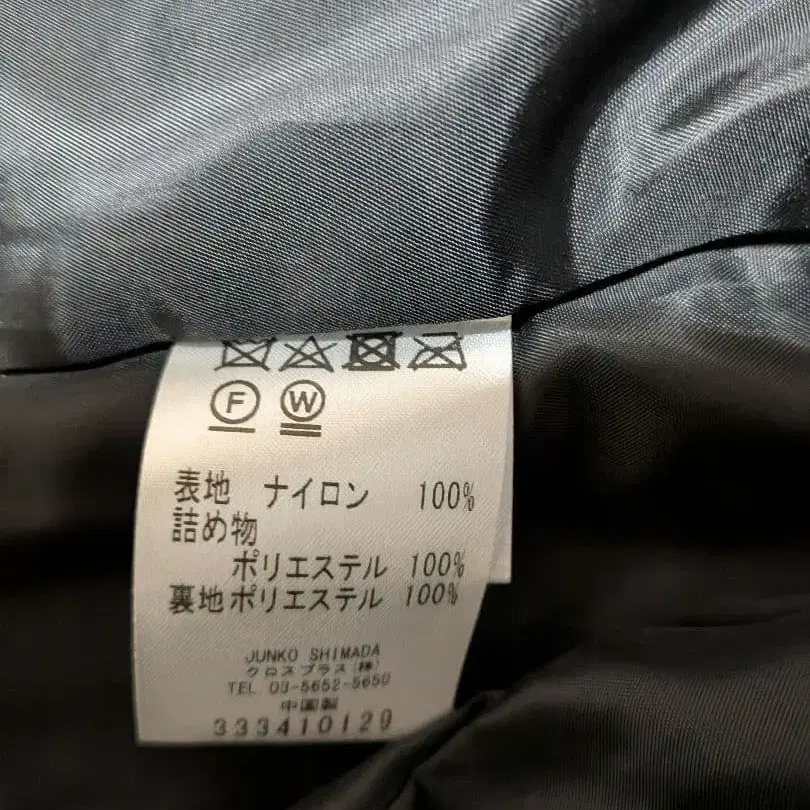 F W
表地 ナイロン 100%
詰め物
ポリエステル 100%
裏地 ポリエステル 100%
JUNKO SHIMADA
クロスプラス(株)
TEL 03-5652-5650
中国製
333410129